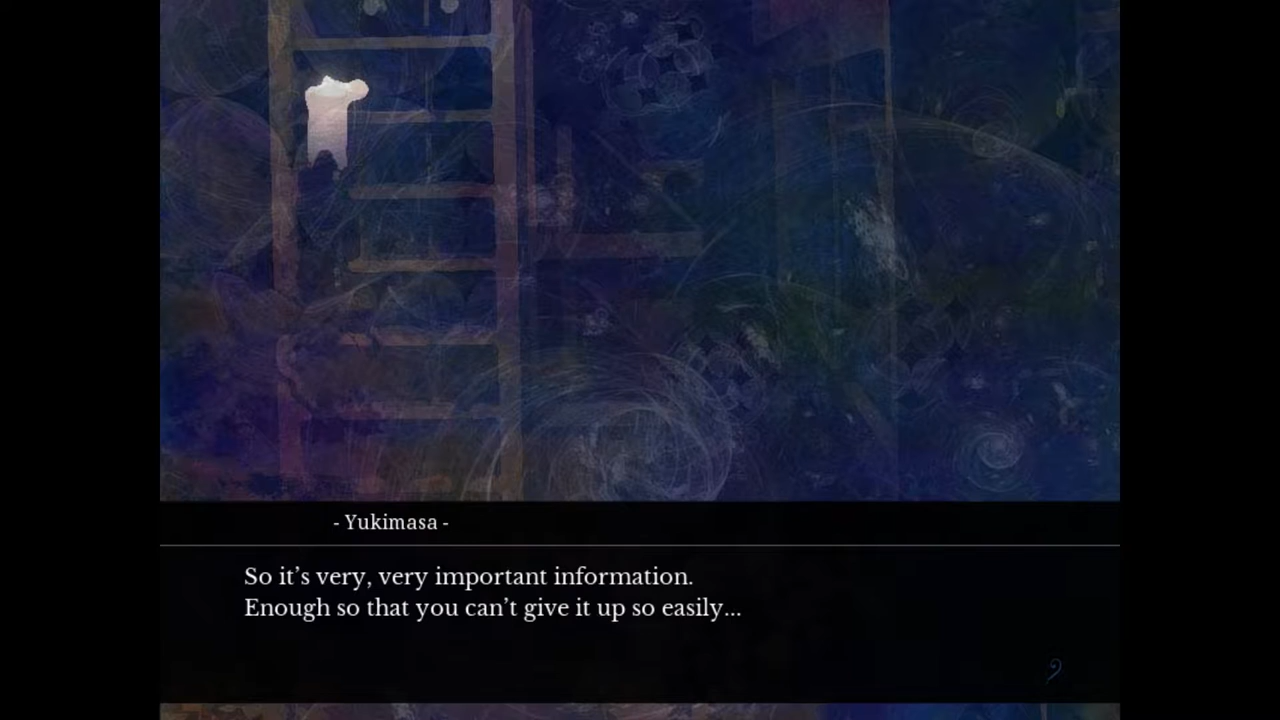 - Yukimasa -
So it’s very, very important information.
Enough so that you can’t give it up so easily...